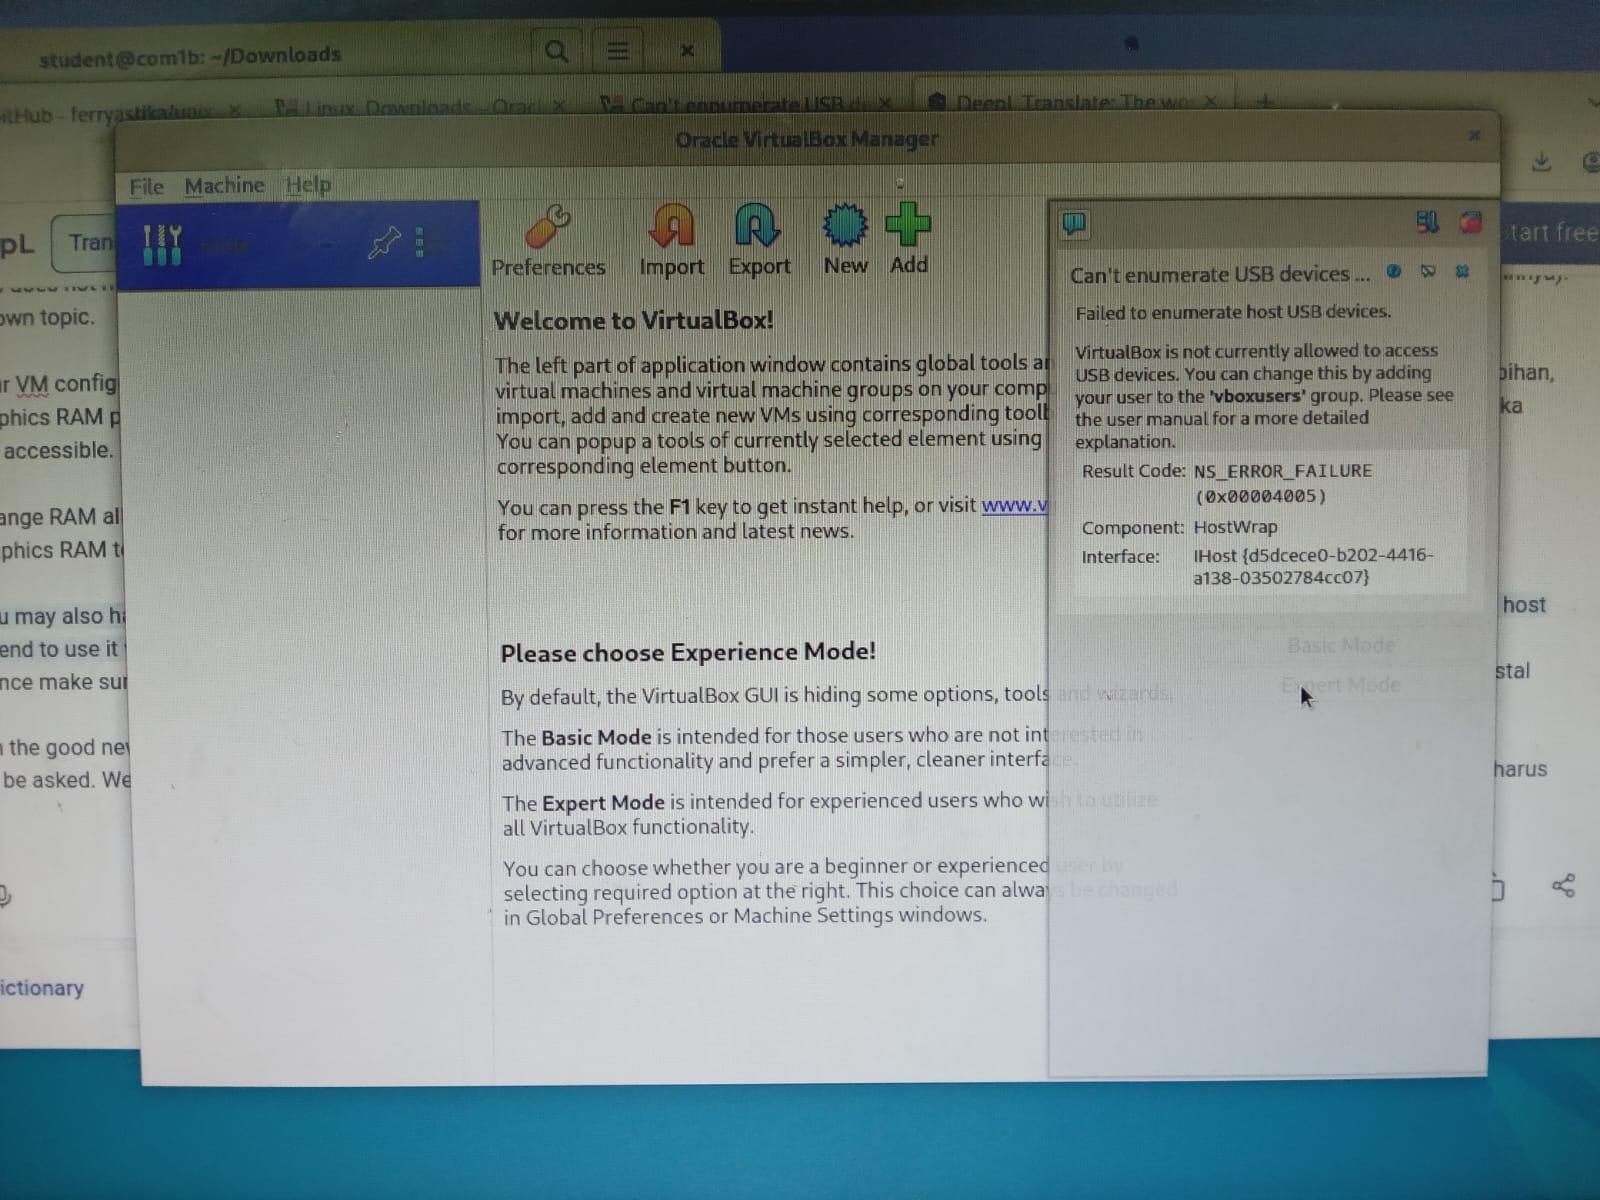 student@com1b: ~/Downloads
itHub - ferryastika/unix
Linux_Downloads - Oracl
Can't ennumerate USB d
DeepL Translate: The wo
Oracle VirtualBox Manager
File Machine Help
pL
Tran
tart free
Preferences Import Export New Add
own topic.
r VM config
phics RAM p
accessible.
ange RAM al
phics RAM t
u may also ha
end to use it
nce make sur
n the good ne
be asked. We
ictionary
Welcome to VirtualBox!
The left part of application window contains global tools ar
virtual machines and virtual machine groups on your comp
import, add and create new VMs using corresponding toolb
You can popup a tools of currently selected element using
corresponding element button.
You can press the F1 key to get instant help, or visit www.v
for more information and latest news.
Please choose Experience Mode!
By default, the VirtualBox GUI is hiding some options, tools and wizards.
The Basic Mode is intended for those users who are not interested in
advanced functionality and prefer a simpler, cleaner interface.
The Expert Mode is intended for experienced users who wish to utilize
all VirtualBox functionality.
You can choose whether you are a beginner or experienced user by
selecting required option at the right. This choice can always be changed
in Global Preferences or Machine Settings windows.
Can't enumerate USB devices ...
Failed to enumerate host USB devices.
VirtualBox is not currently allowed to access
USB devices. You can change this by adding
your user to the 'vboxusers' group. Please see
the user manual for a more detailed
explanation.
Result Code: NS_ERROR_FAILURE
(0x00004005)
Component: HostWrap
Interface: IHost {d5dcece0-b202-4416-
a138-03502784cc07}
Basic Mode
Expert Mode
pihan,
ka
host
stal
harus